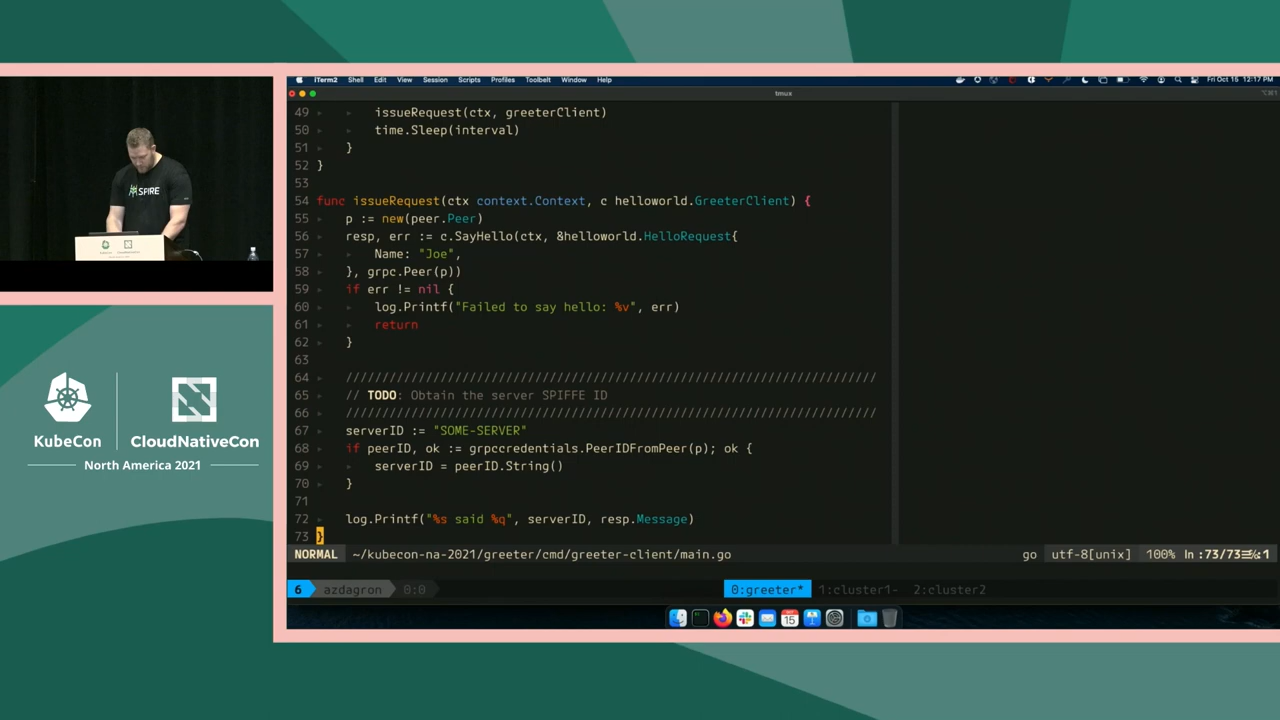 SPIRE
KubeCon
CloudNativeCon
North America 2021
iTerm2 Shell Edit View Session Scripts Profiles Toolbelt Window Help
Fri Oct 15 12:17 PM
tmux
49 issueRequest(ctx, greeterClient)
50 time.Sleep(interval)
51 }
52 }
53
54 func issueRequest(ctx context.Context, c helloworld.GreeterClient) {
55 p := new(peer.Peer)
56 resp, err := c.SayHello(ctx, &helloworld.HelloRequest{
57 Name: "Joe",
58 }, grpc.Peer(p))
59 if err != nil {
60 log.Printf("Failed to say hello: %v", err)
61 return
62 }
63
64 /////////////////////////////////////////////////////////////////////////
65 // TODO: Obtain the server SPIFFE ID
66 /////////////////////////////////////////////////////////////////////////
67 serverID := "SOME-SERVER"
68 if peerID, ok := grpccredentials.PeerIDFromPeer(p); ok {
69 serverID = peerID.String()
70 }
71
72 log.Printf("%s said %q", serverID, resp.Message)
73 }
NORMAL ~/kubecon-na-2021/greeter/cmd/greeter-client/main.go go utf-8[unix] 100% ln :73/73
6 azdagron 0:0 0:greeter* 1:cluster1- 2:cluster2
15